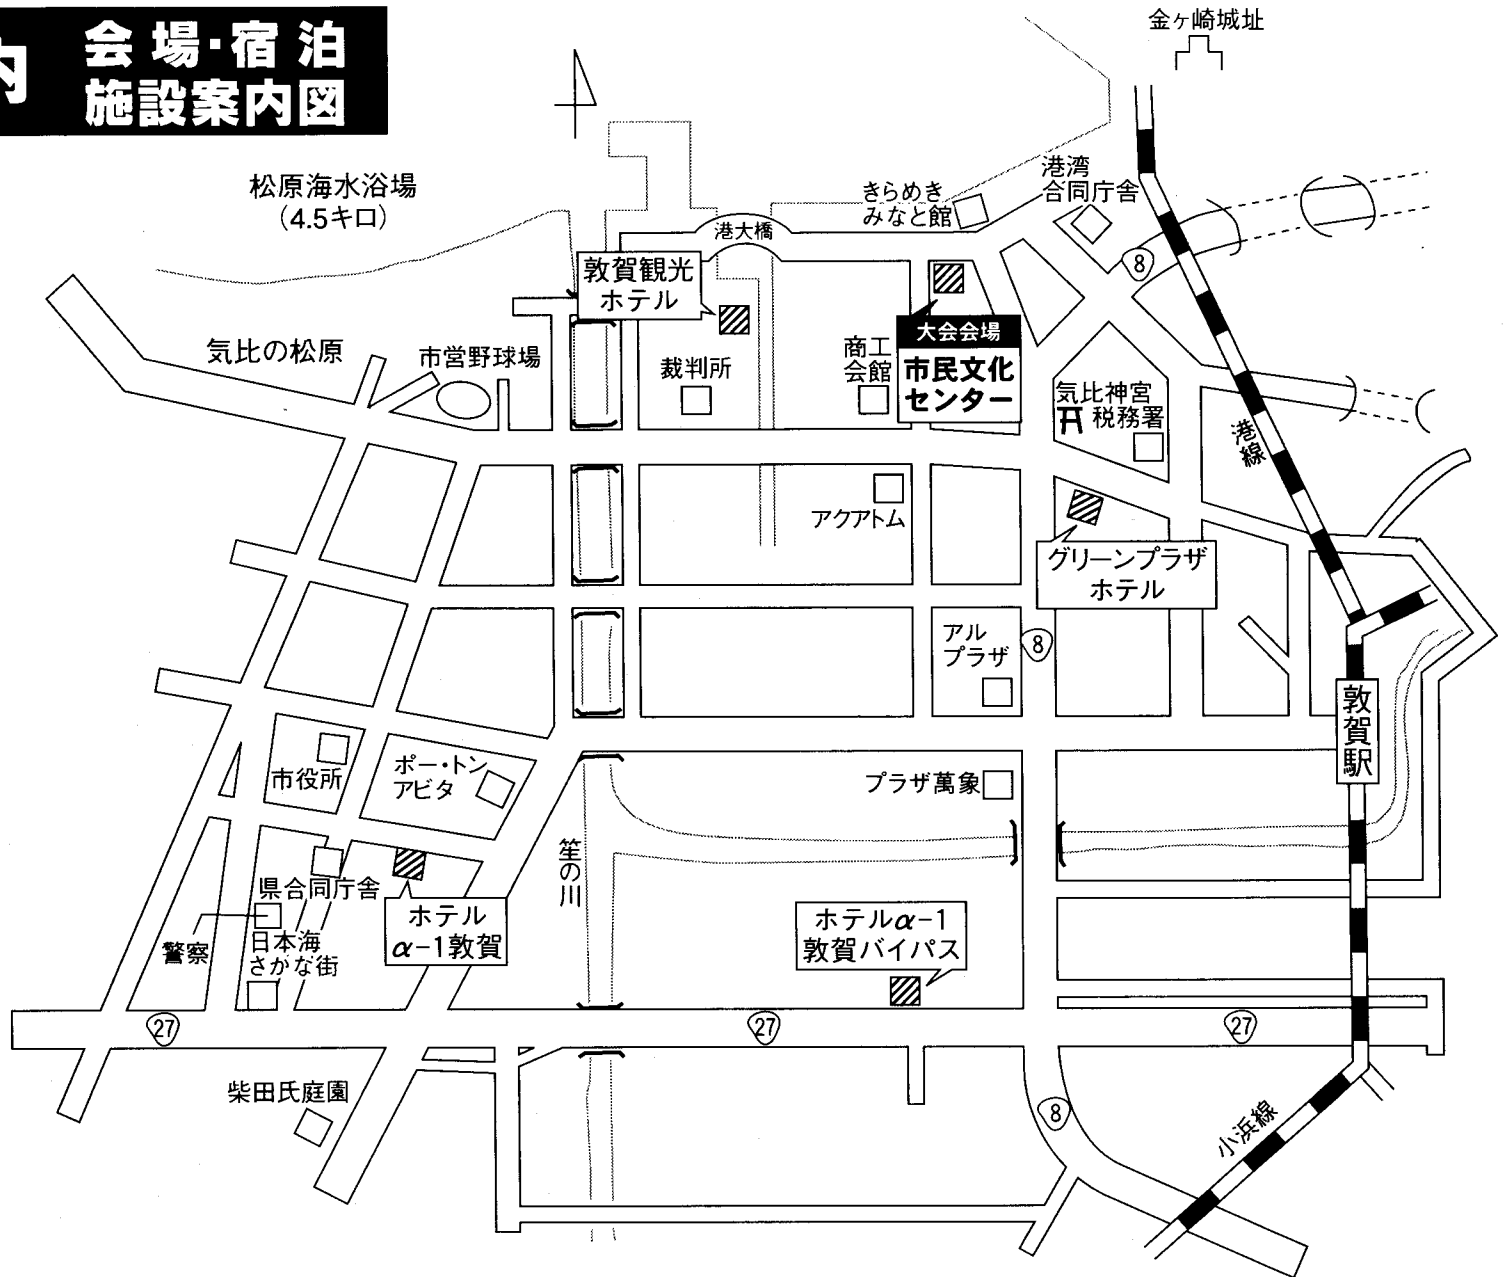 内
会場・宿泊
施設案内図
金ヶ崎城址
松原海水浴場
(4.5キロ)
きらめき
みなと館
港湾
合同庁舎
港大橋
8
敦賀観光
ホテル
大会会場
市民文化
センター
気比の松原
市営野球場
裁判所
商工
会館
気比神宮
税務署
港線
アクアトム
グリーンプラザ
ホテル
アル
プラザ
8
敦賀駅
市役所
ポー・トン
アビタ
プラザ萬象
笙の川
県合同庁舎
ホテル
α-1敦賀
ホテルα-1
敦賀バイパス
警察
日本海
さかな街
27
27
27
柴田氏庭園
8
小浜線